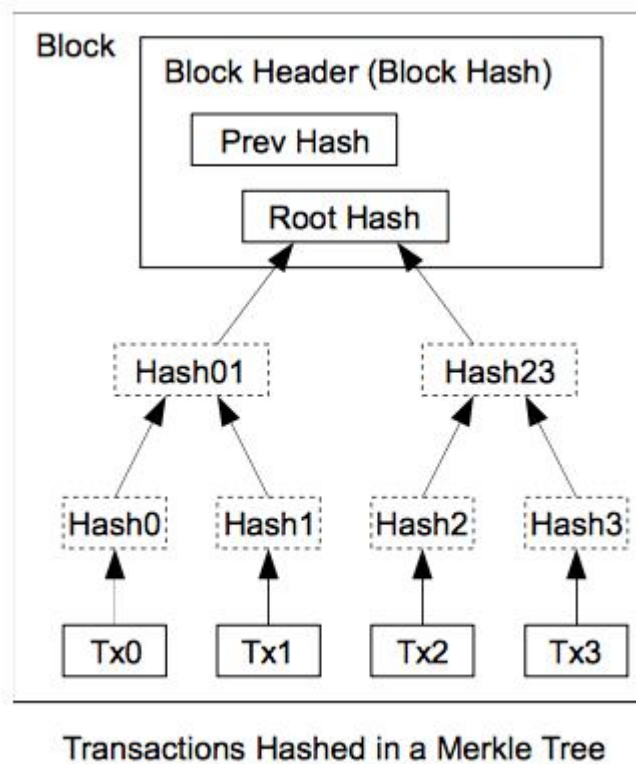 Block
Block Header (Block Hash)
Prev Hash
Root Hash
Hash01 Hash23
Hash0 Hash1 Hash2 Hash3
Tx0 Tx1 Tx2 Tx3
Transactions Hashed in a Merkle Tree